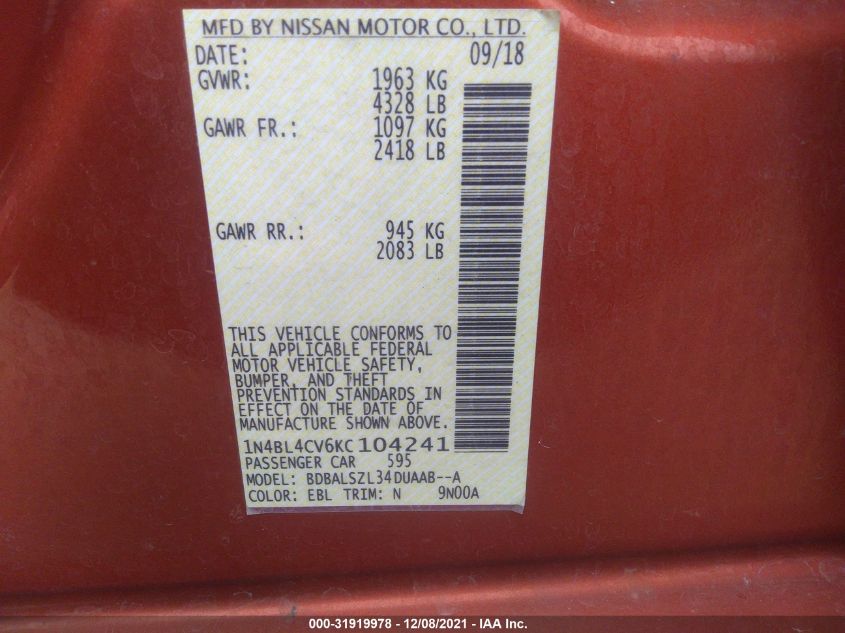 MFD BY NISSAN MOTOR CO., LTD.
DATE: 09/18
GVWR: 1963 KG
4328 LB
GAWR FR.: 1097 KG
2418 LB
GAWR RR.: 945 KG
2083 LB
THIS VEHICLE CONFORMS TO
ALL APPLICABLE FEDERAL
MOTOR VEHICLE SAFETY,
BUMPER, AND THEFT
PREVENTION STANDARDS IN
EFFECT ON THE DATE OF
MANUFACTURE SHOWN ABOVE.
1N4BL4CV6KC104241
PASSENGER CAR 595
MODEL: BDBALSZL34DUAAB--A
COLOR: EBL TRIM: N 9N00A
000-31919978 - 12/08/2021 - IAA Inc.